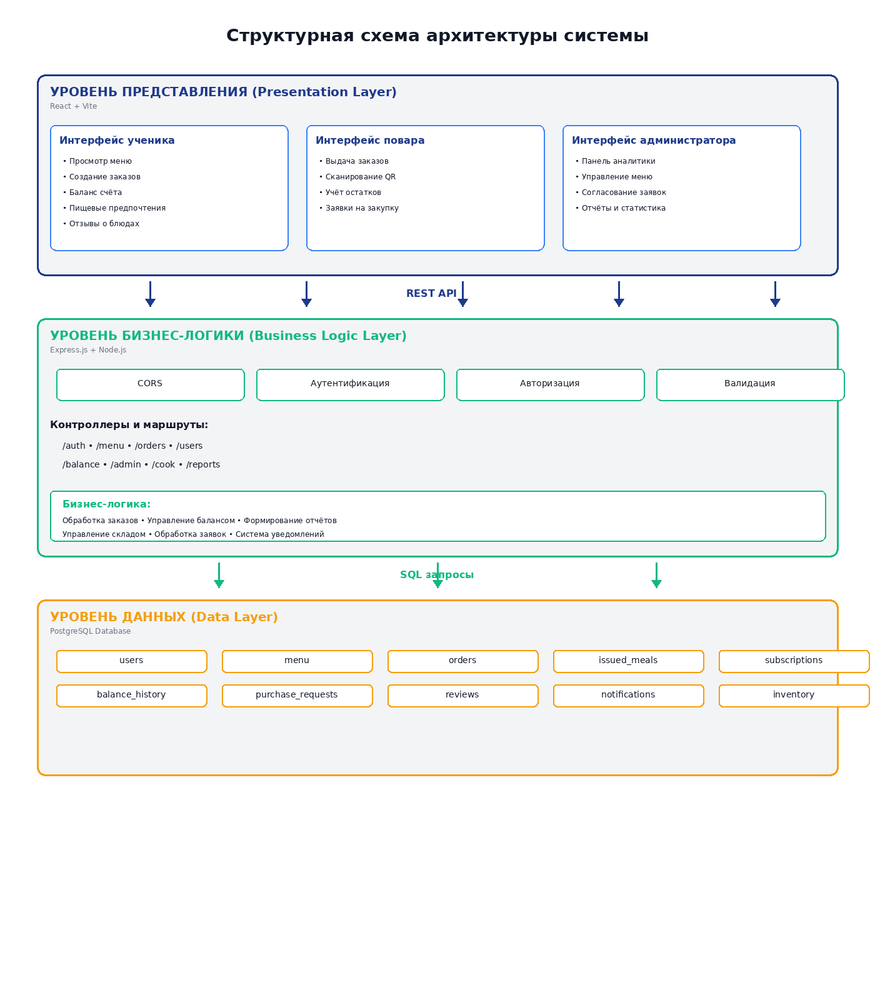 Структурная схема архитектуры системы
УРОВЕНЬ ПРЕДСТАВЛЕНИЯ (Presentation Layer)
React + Vite
Интерфейс ученика
• Просмотр меню
• Создание заказов
• Баланс счёта
• Пищевые предпочтения
• Отзывы о блюдах
Интерфейс повара
• Выдача заказов
• Сканирование QR
• Учёт остатков
• Заявки на закупку
Интерфейс администратора
• Панель аналитики
• Управление меню
• Согласование заявок
• Отчёты и статистика
REST API
УРОВЕНЬ БИЗНЕС-ЛОГИКИ (Business Logic Layer)
Express.js + Node.js
CORS
Аутентификация
Авторизация
Валидация
Контроллеры и маршруты:
/auth • /menu • /orders • /users
/balance • /admin • /cook • /reports
Бизнес-логика:
Обработка заказов • Управление балансом • Формирование отчётов
Управление складом • Обработка заявок • Система уведомлений
SQL запросы
УРОВЕНЬ ДАННЫХ (Data Layer)
PostgreSQL Database
users
menu
orders
issued_meals
subscriptions
balance_history
purchase_requests
reviews
notifications
inventory